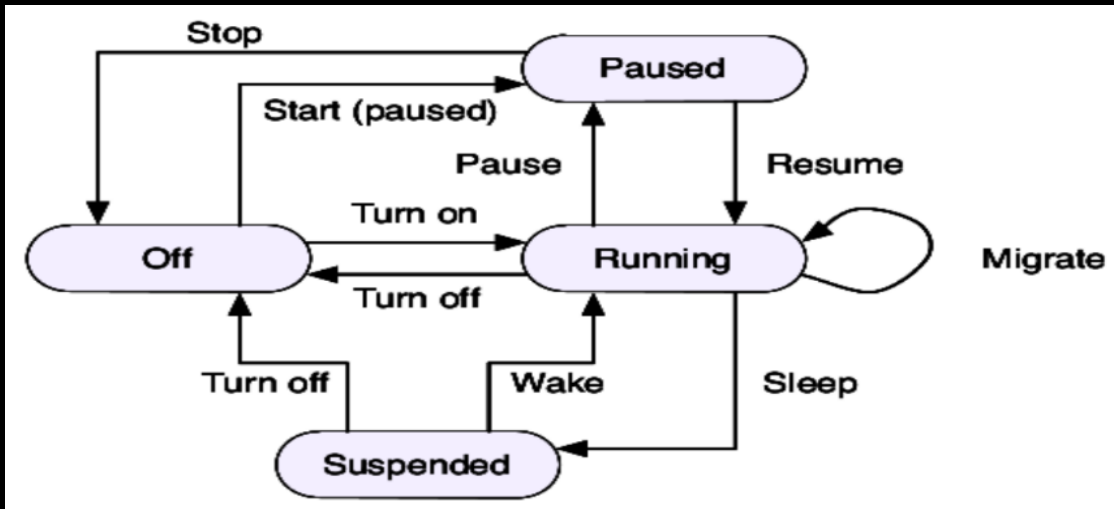 Stop
Paused
Start (paused)
Pause
Resume
Turn on
Off
Running
Migrate
Turn off
Turn off
Wake
Sleep
Suspended